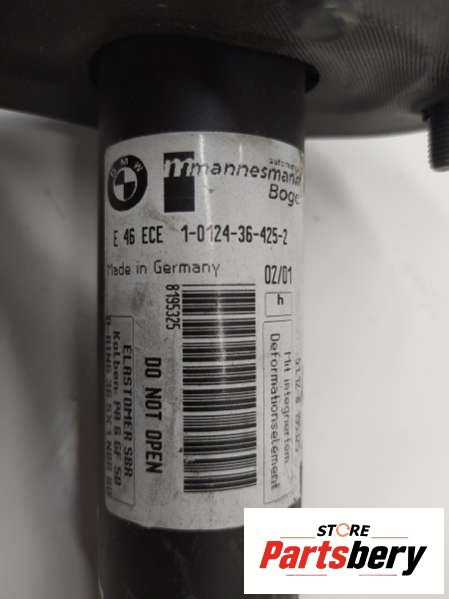 BMW
automotive
mannesmann
Boge
E 46 ECE 1-0124-36-425-2
Made in Germany 02/01
h
8195325
DO NOT OPEN
ELASTOMER SBR
Kolben PA 6 GF 50
Mit integriertem
Deformationselement
STORE
Partsbery